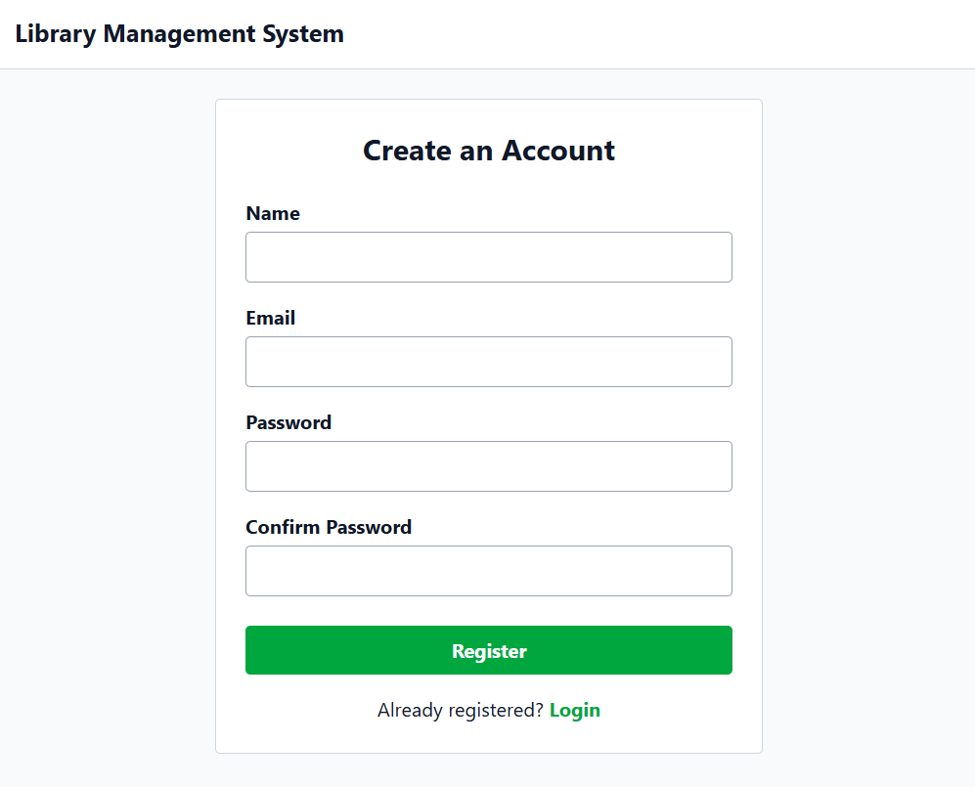 Library Management System
Create an Account
Name
Email
Password
Confirm Password
Register
Already registered? Login